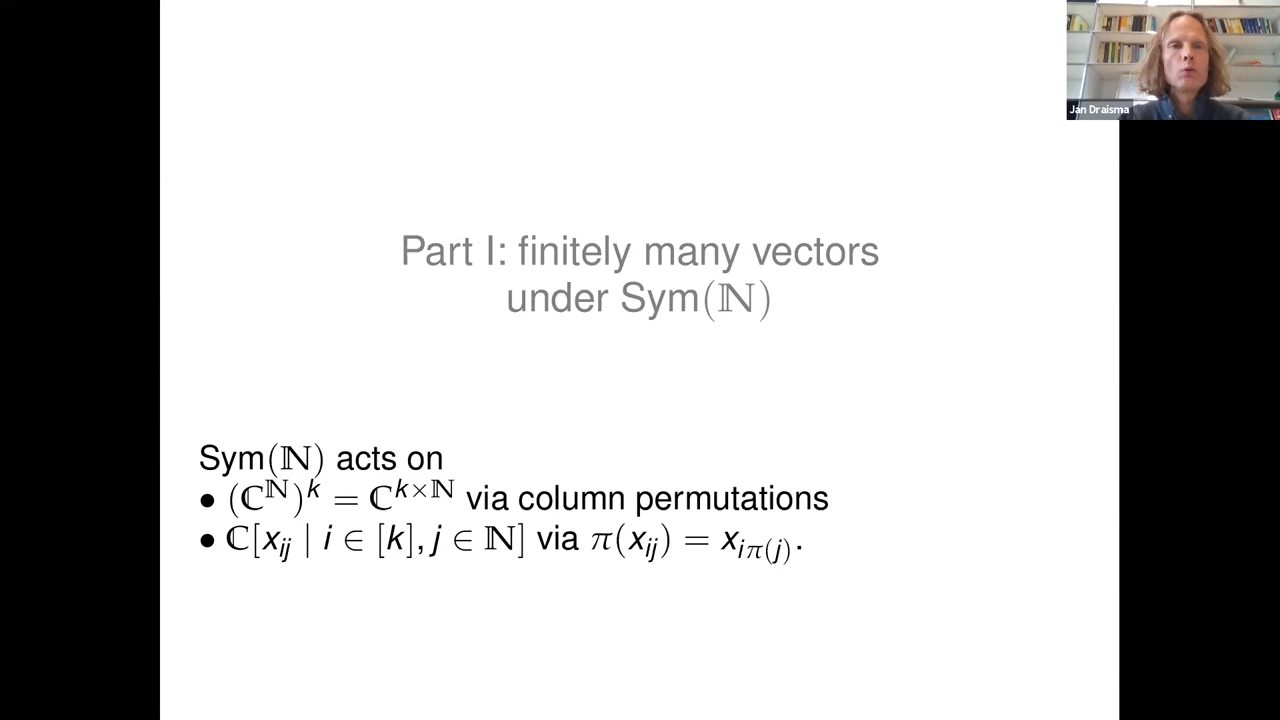 Jan Draisma
Part I: finitely many vectors
under Sym(ℕ)
Sym(ℕ) acts on
• (ℂ^ℕ)^k = ℂ^{k×ℕ} via column permutations
• ℂ[x_{ij} | i ∈ [k], j ∈ ℕ] via π(x_{ij}) = x_{iπ(j)}.